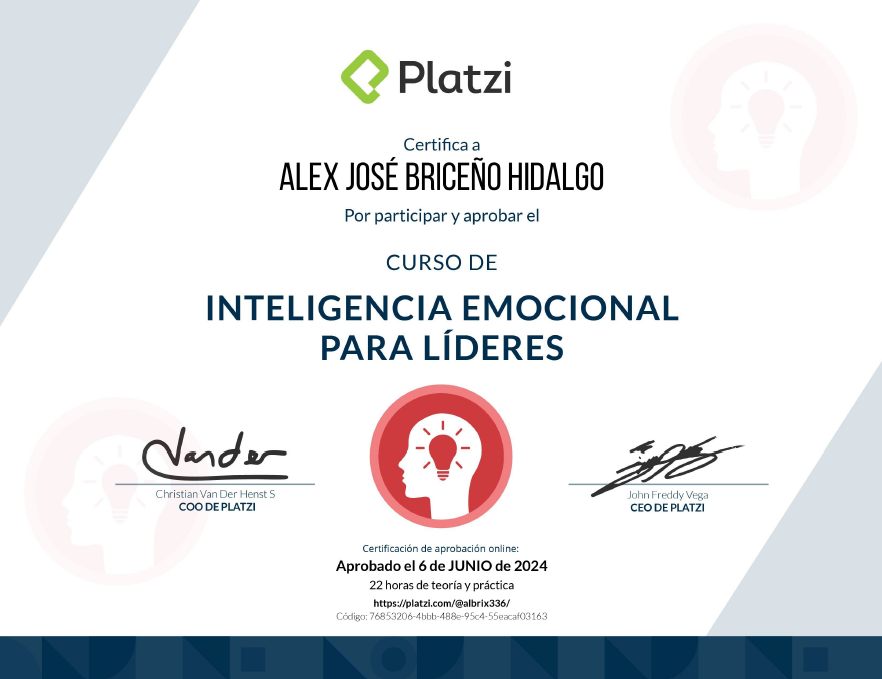 Platzi
Certifica a
ALEX JOSÉ BRICEÑO HIDALGO
Por participar y aprobar el
CURSO DE
INTELIGENCIA EMOCIONAL
PARA LÍDERES
Vander
Christian Van Der Henst S
COO DE PLATZI
John Freddy Vega
CEO DE PLATZI
Certificación de aprobación online:
Aprobado el 6 de JUNIO de 2024
22 horas de teoría y práctica
https://platzi.com/@albrix336/
Código: 76853206-4bbb-488e-95c4-55eacaf03163